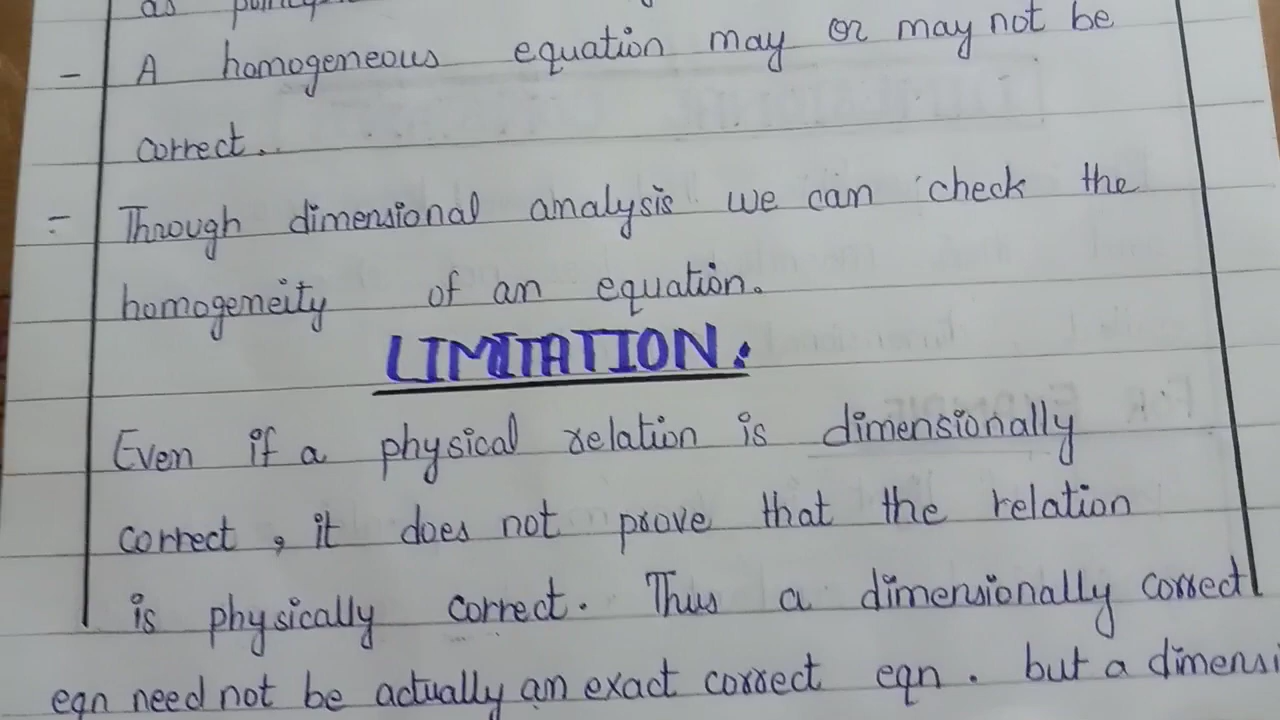 as
- A homogeneous equation may or may not be
correct.
= Through dimensional analysis we can check the
homogeneity of an equation.
LIMITATION.
Even if a physical relation is dimensionally
correct, it does not prove that the relation
is physically correct. Thus a dimensionally correct
eqn need not be actually an exact correct eqn. but a dimensi